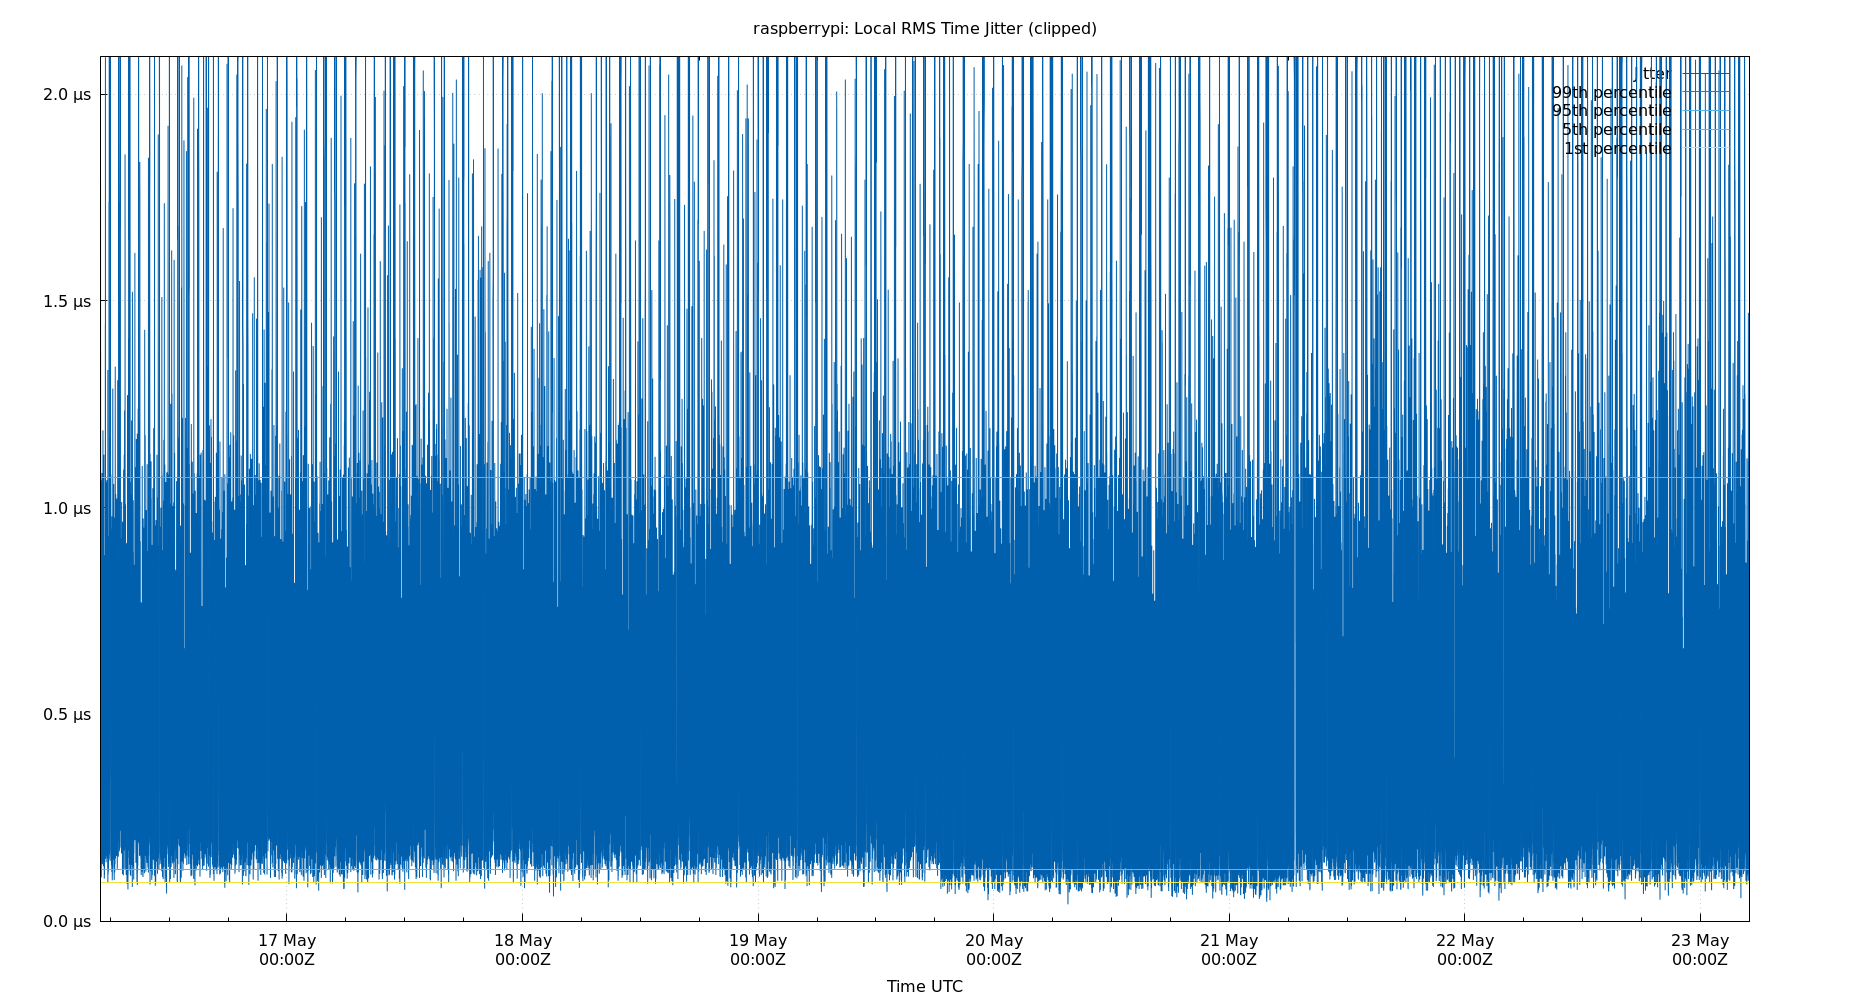 raspberrypi: Local RMS Time Jitter (clipped)
2.0 µs
1.5 µs
1.0 µs
0.5 µs
0.0 µs
jitter
99th percentile
95th percentile
5th percentile
1st percentile
17 May 18 May 19 May 20 May 21 May 22 May 23 May
00:00Z 00:00Z 00:00Z 00:00Z 00:00Z 00:00Z 00:00Z
Time UTC